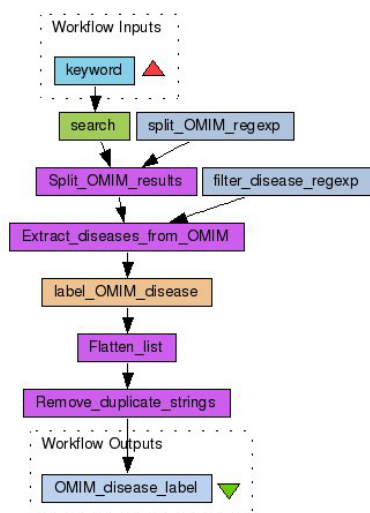 Workflow Inputs
keyword
search
split_OMIM_regexp
Split_OMIM_results
filter_disease_regexp
Extract_diseases_from_OMIM
label_OMIM_disease
Flatten_list
Remove_duplicate_strings
Workflow Outputs
OMIM_disease_label